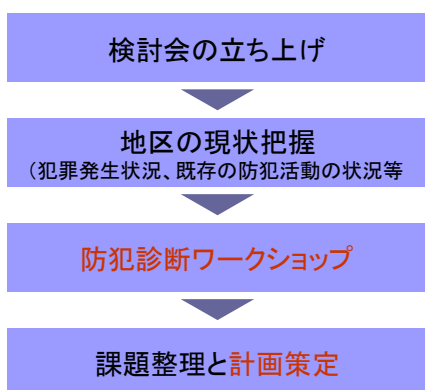 検討会の立ち上げ
地区の現状把握
（犯罪発生状況、既存の防犯活動の状況等
防犯診断ワークショップ
課題整理と計画策定